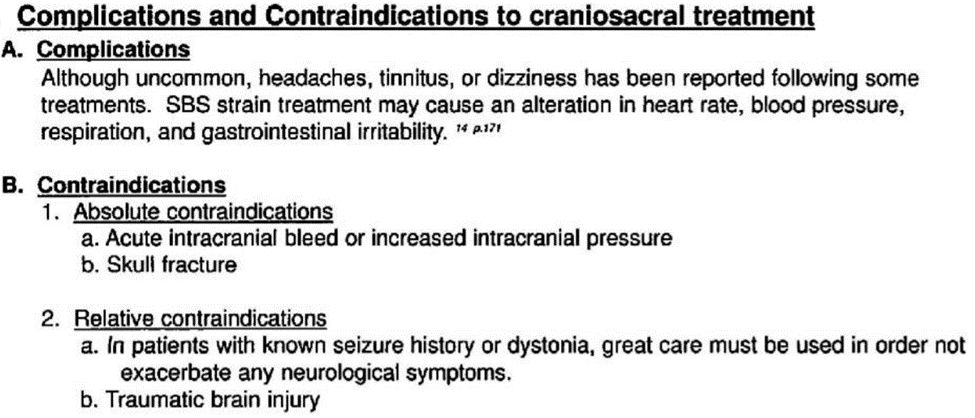 Complications and Contraindications to craniosacral treatment
A. Complications
Although uncommon, headaches, tinnitus, or dizziness has been reported following some
treatments. SBS strain treatment may cause an alteration in heart rate, blood pressure,
respiration, and gastrointestinal irritability. 14 p.171
B. Contraindications
1. Absolute contraindications
a. Acute intracranial bleed or increased intracranial pressure
b. Skull fracture
2. Relative contraindications
a. In patients with known seizure history or dystonia, great care must be used in order not
exacerbate any neurological symptoms.
b. Traumatic brain injury